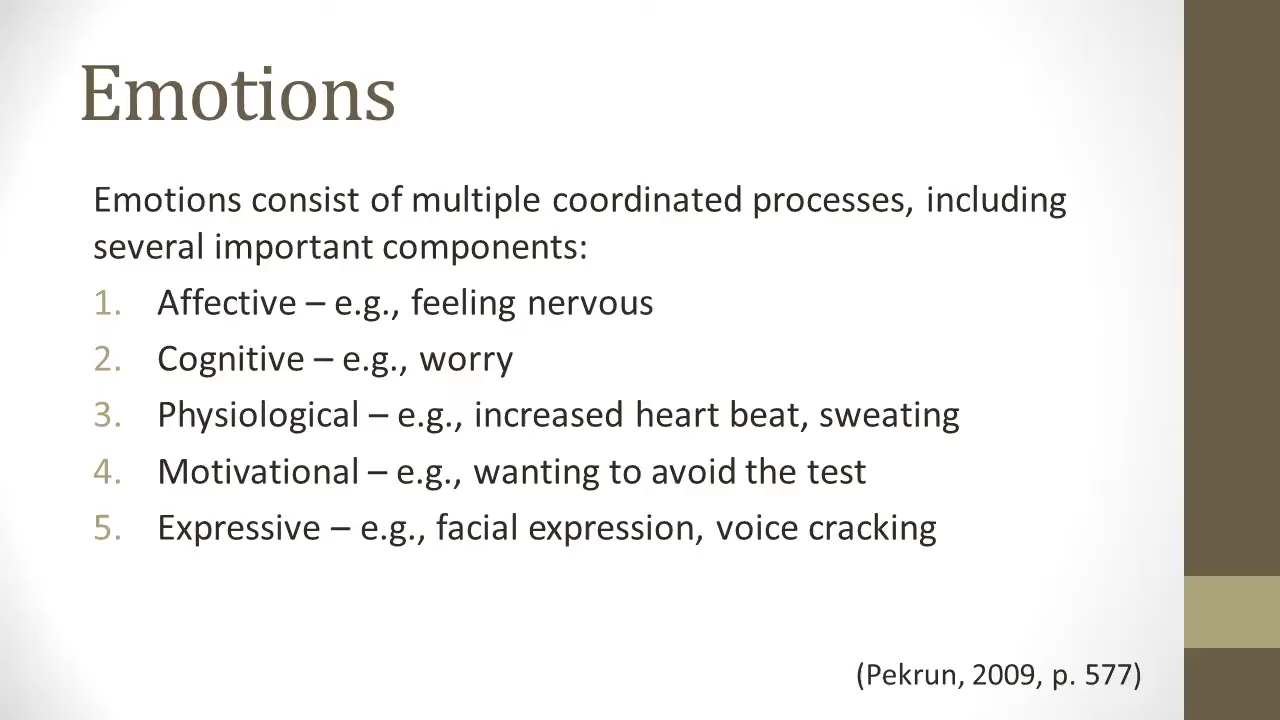 Emotions
Emotions consist of multiple coordinated processes, including
several important components:
1. Affective – e.g., feeling nervous
2. Cognitive – e.g., worry
3. Physiological – e.g., increased heart beat, sweating
4. Motivational – e.g., wanting to avoid the test
5. Expressive – e.g., facial expression, voice cracking
(Pekrun, 2009, p. 577)